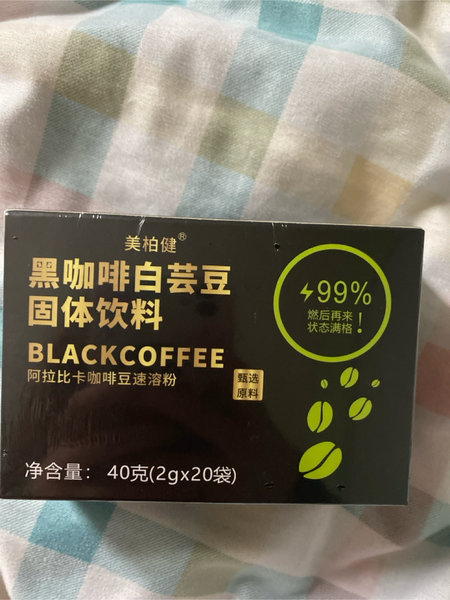 美柏健®
黑咖啡白芸豆
固体饮料
BLACKCOFFEE
阿拉比卡咖啡豆速溶粉
甄选
原料
99%
燃后再来
状态满格!
净含量: 40克(2gx20袋)